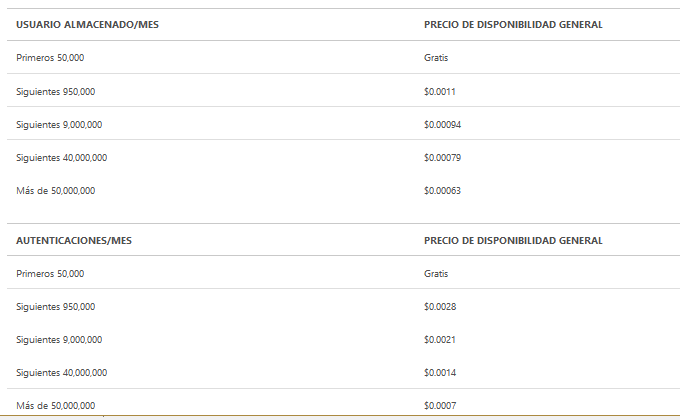 USUARIO ALMACENADO/MES PRECIO DE DISPONIBILIDAD GENERAL
Primeros 50,000 Gratis
Siguientes 950,000 $0.0011
Siguientes 9,000,000 $0.00094
Siguientes 40,000,000 $0.00079
Más de 50,000,000 $0.00063
AUTENTICACIONES/MES PRECIO DE DISPONIBILIDAD GENERAL
Primeros 50,000 Gratis
Siguientes 950,000 $0.0028
Siguientes 9,000,000 $0.0021
Siguientes 40,000,000 $0.0014
Más de 50,000,000 $0.0007